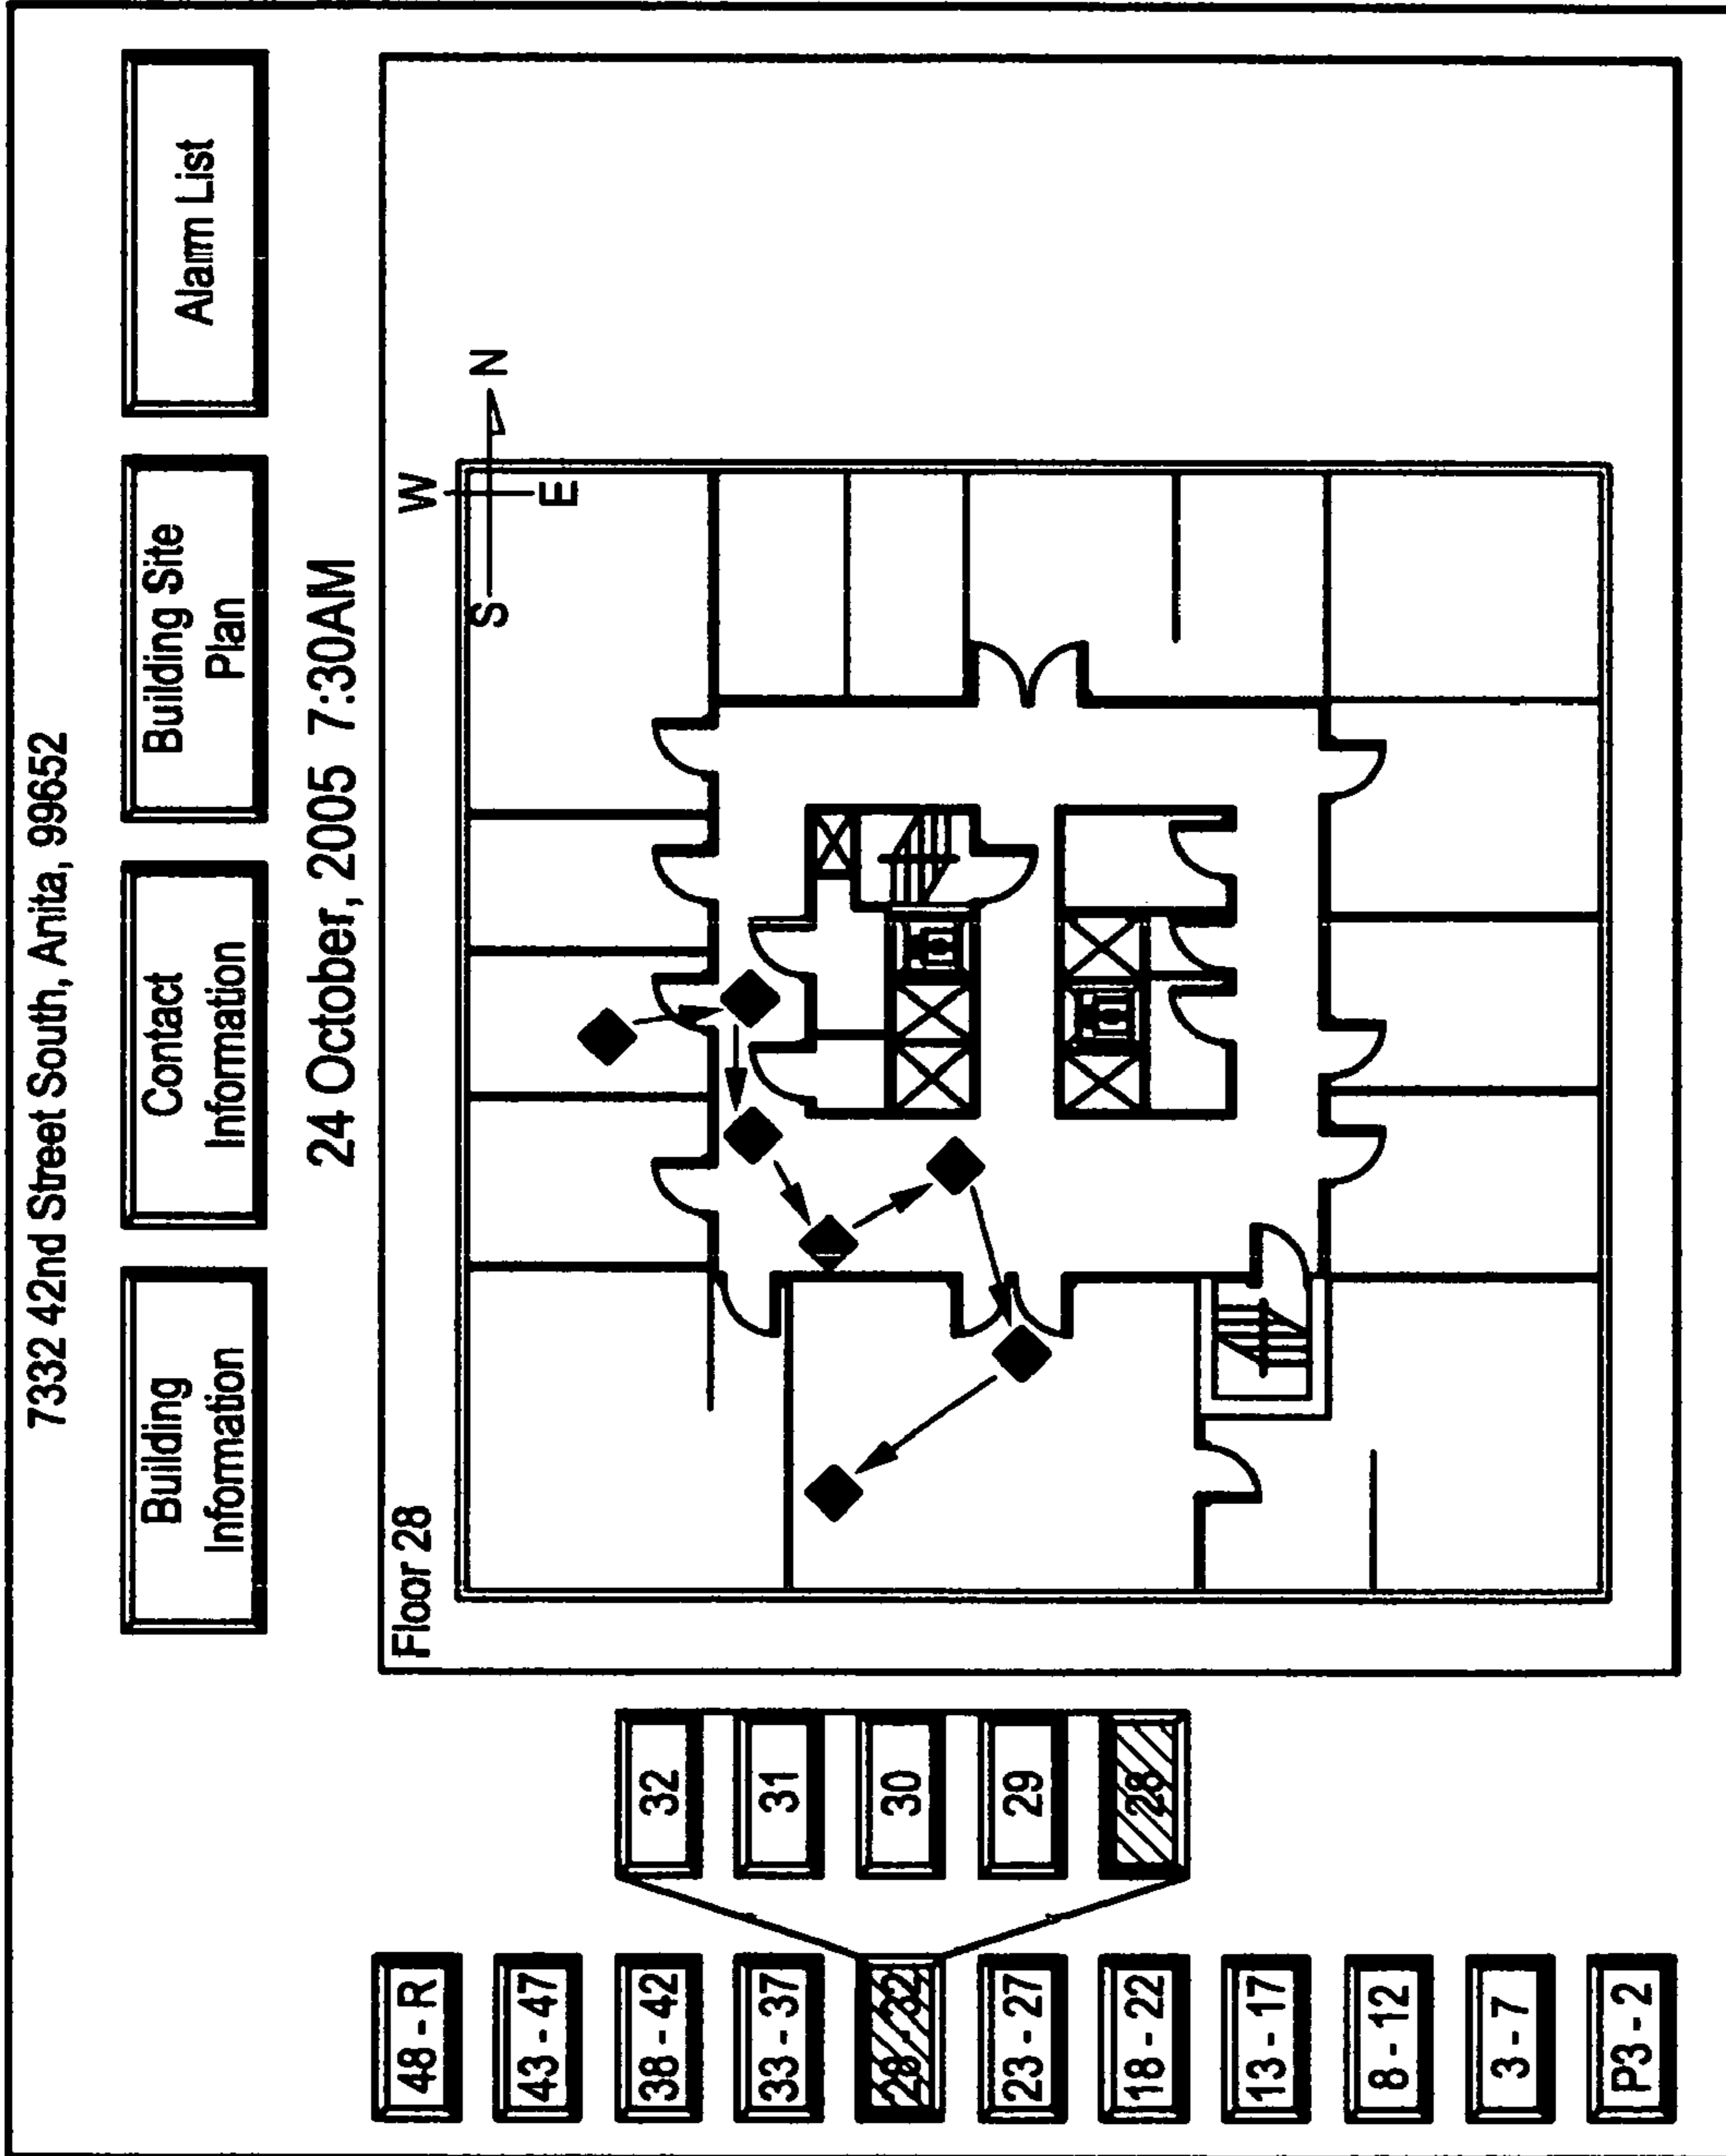 7332 42nd Street South, Anita, 99652
Building
Information
Contact
Information
Building Site
Plan
Alarm List
24 October, 2005 7:30AM
Floor 28
W
N
S
E
48 - R
43 - 47
38 - 42
33 - 37
28 - 32
23 - 27
18 - 22
13 - 17
8 - 12
3 - 7
P3 - 2
32
31
30
29
28